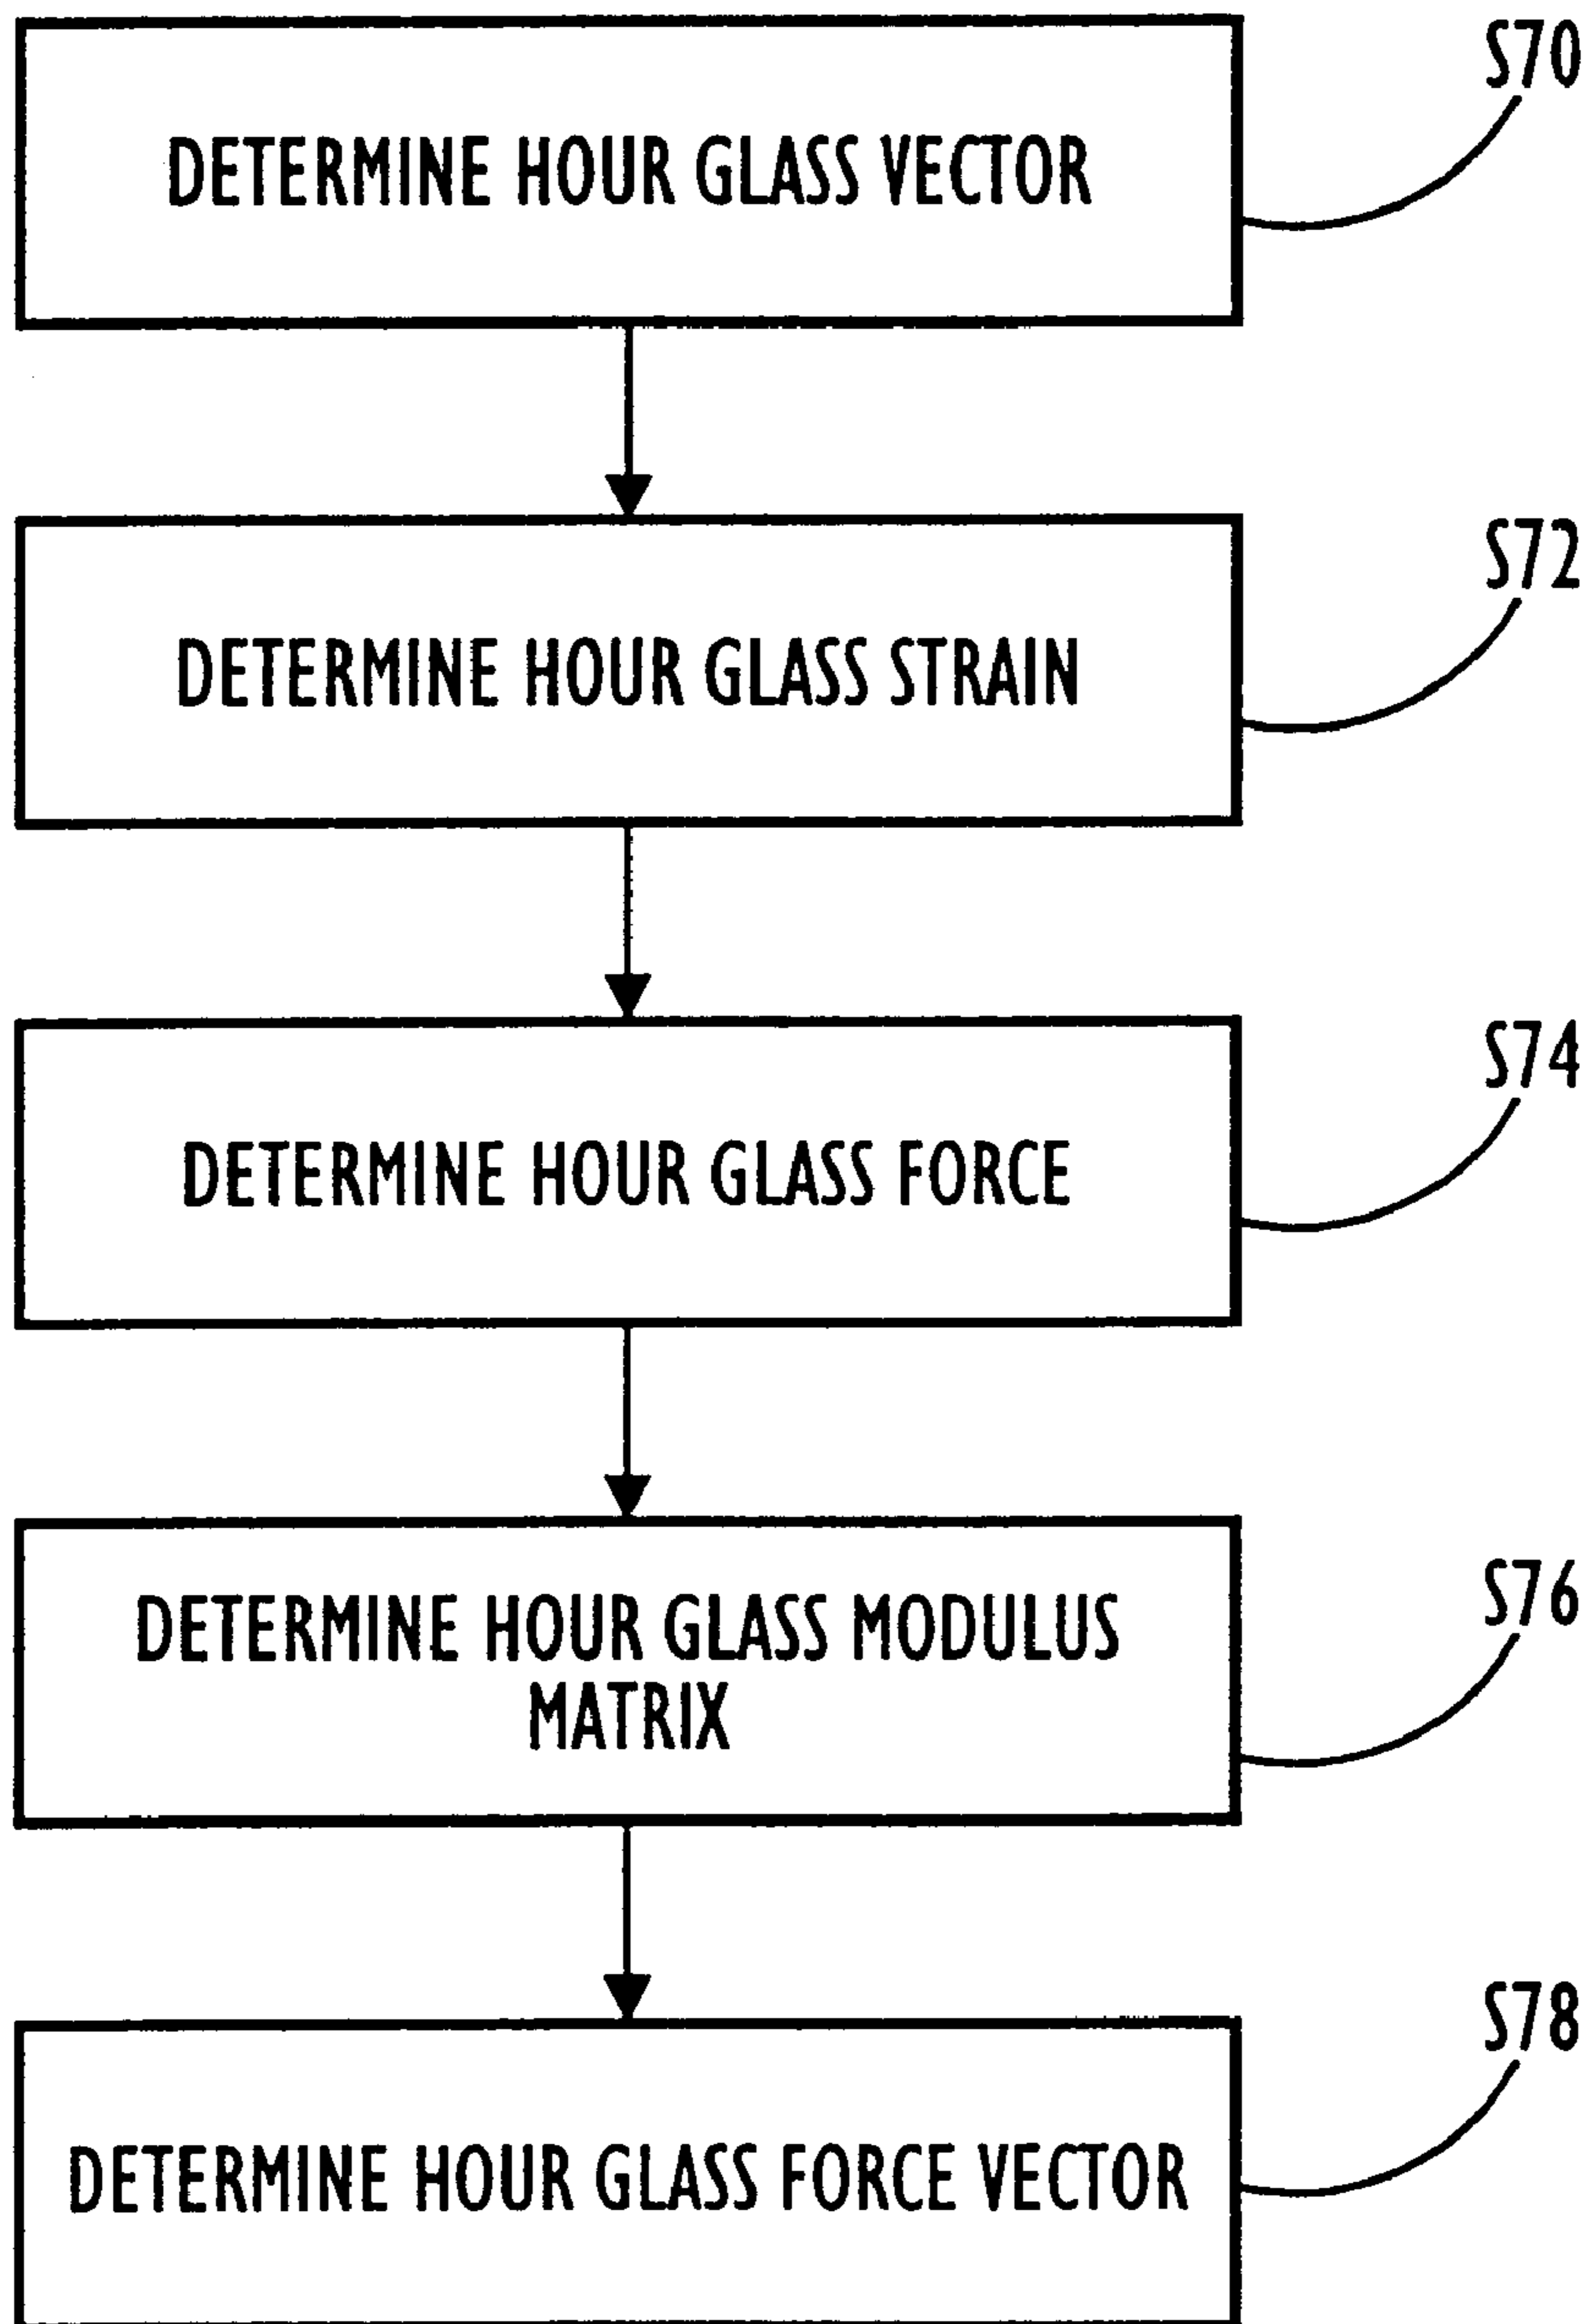 S70
DETERMINE HOUR GLASS VECTOR
S72
DETERMINE HOUR GLASS STRAIN
S74
DETERMINE HOUR GLASS FORCE
S76
DETERMINE HOUR GLASS MODULUS
MATRIX
S78
DETERMINE HOUR GLASS FORCE VECTOR